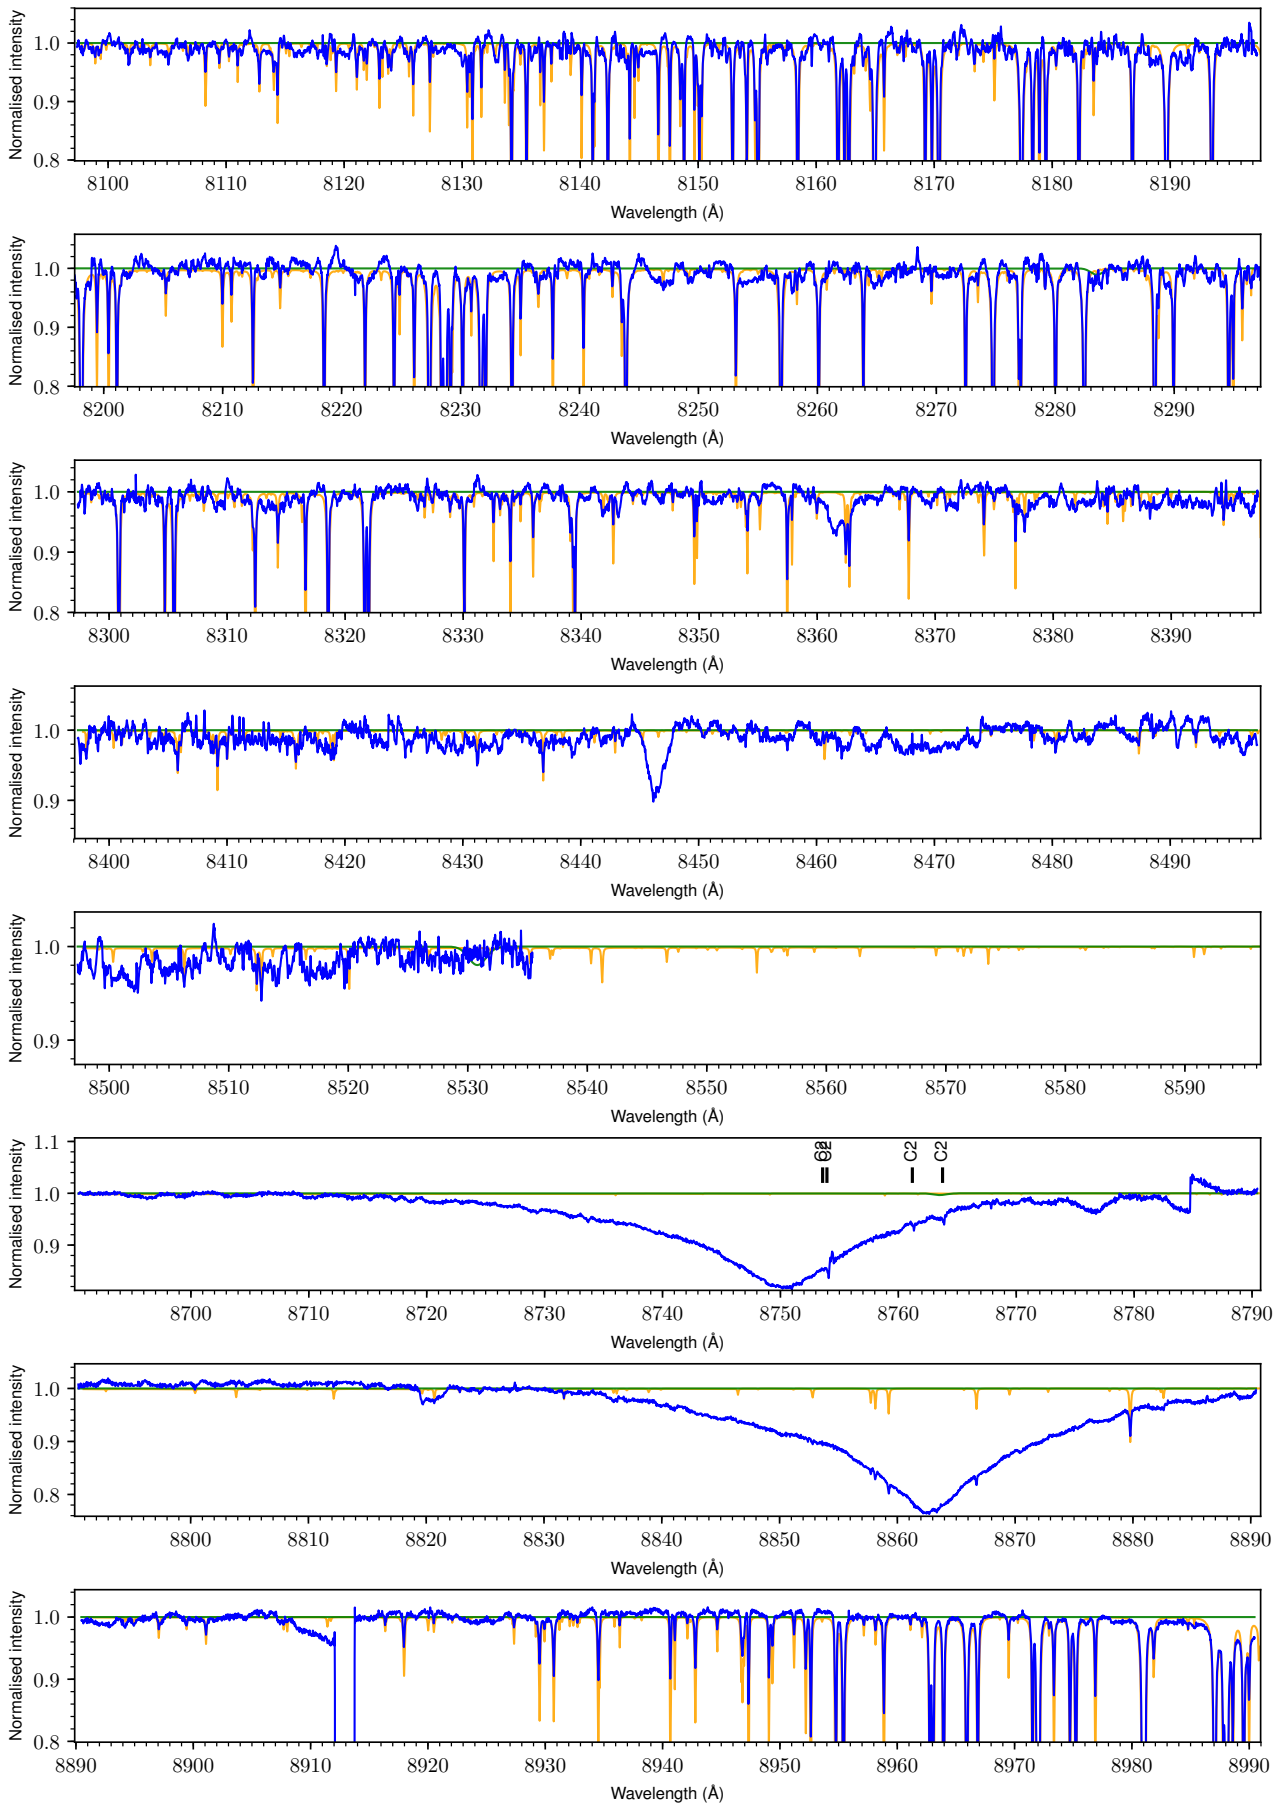 Normalised intensity
1.0
0.9
0.8
8100 8110 8120 8130 8140 8150 8160 8170 8180 8190
Wavelength (Å)
Normalised intensity
1.0
0.9
0.8
8200 8210 8220 8230 8240 8250 8260 8270 8280 8290
Wavelength (Å)
Normalised intensity
1.0
0.9
0.8
8300 8310 8320 8330 8340 8350 8360 8370 8380 8390
Wavelength (Å)
Normalised intensity
1.0
0.9
8400 8410 8420 8430 8440 8450 8460 8470 8480 8490
Wavelength (Å)
Normalised intensity
1.0
0.9
8500 8510 8520 8530 8540 8550 8560 8570 8580 8590
Wavelength (Å)
Normalised intensity
1.1
1.0
0.9
C2 C2 C2 C2
8700 8710 8720 8730 8740 8750 8760 8770 8780 8790
Wavelength (Å)
Normalised intensity
1.0
0.9
0.8
8800 8810 8820 8830 8840 8850 8860 8870 8880 8890
Wavelength (Å)
Normalised intensity
1.0
0.9
0.8
8890 8900 8910 8920 8930 8940 8950 8960 8970 8980 8990
Wavelength (Å)